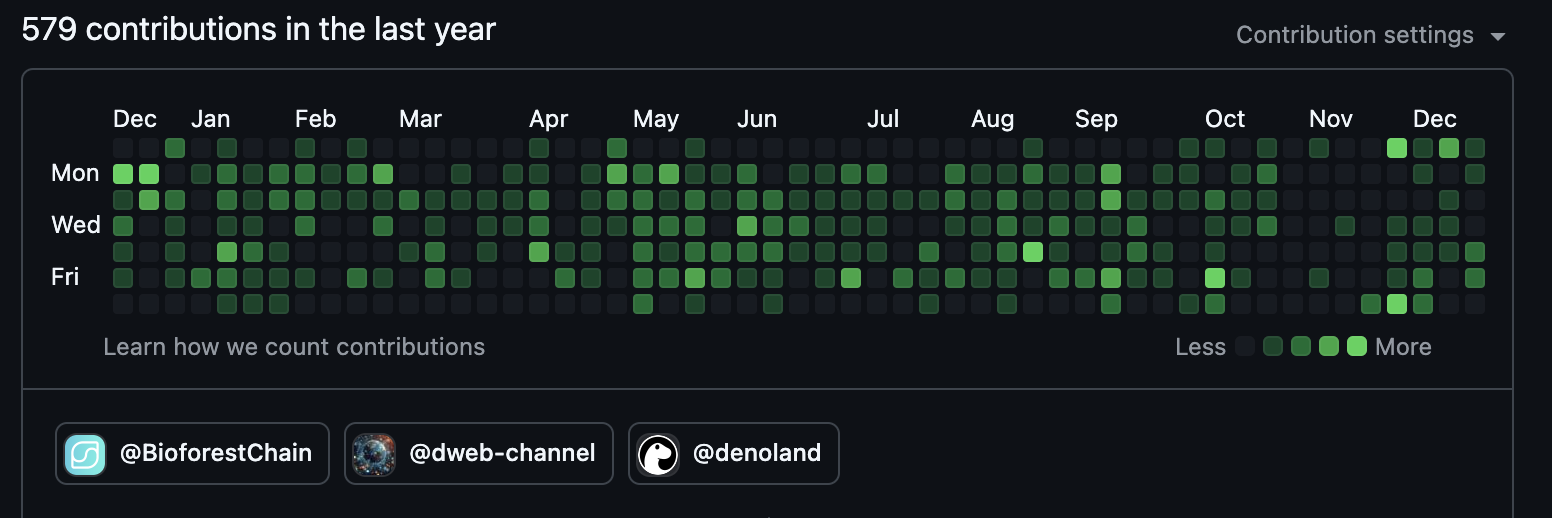 579 contributions in the last year
Contribution settings
Dec Jan Feb Mar Apr May Jun Jul Aug Sep Oct Nov Dec
Mon
Wed
Fri
Learn how we count contributions
Less More
@BioforestChain @dweb-channel @denoland